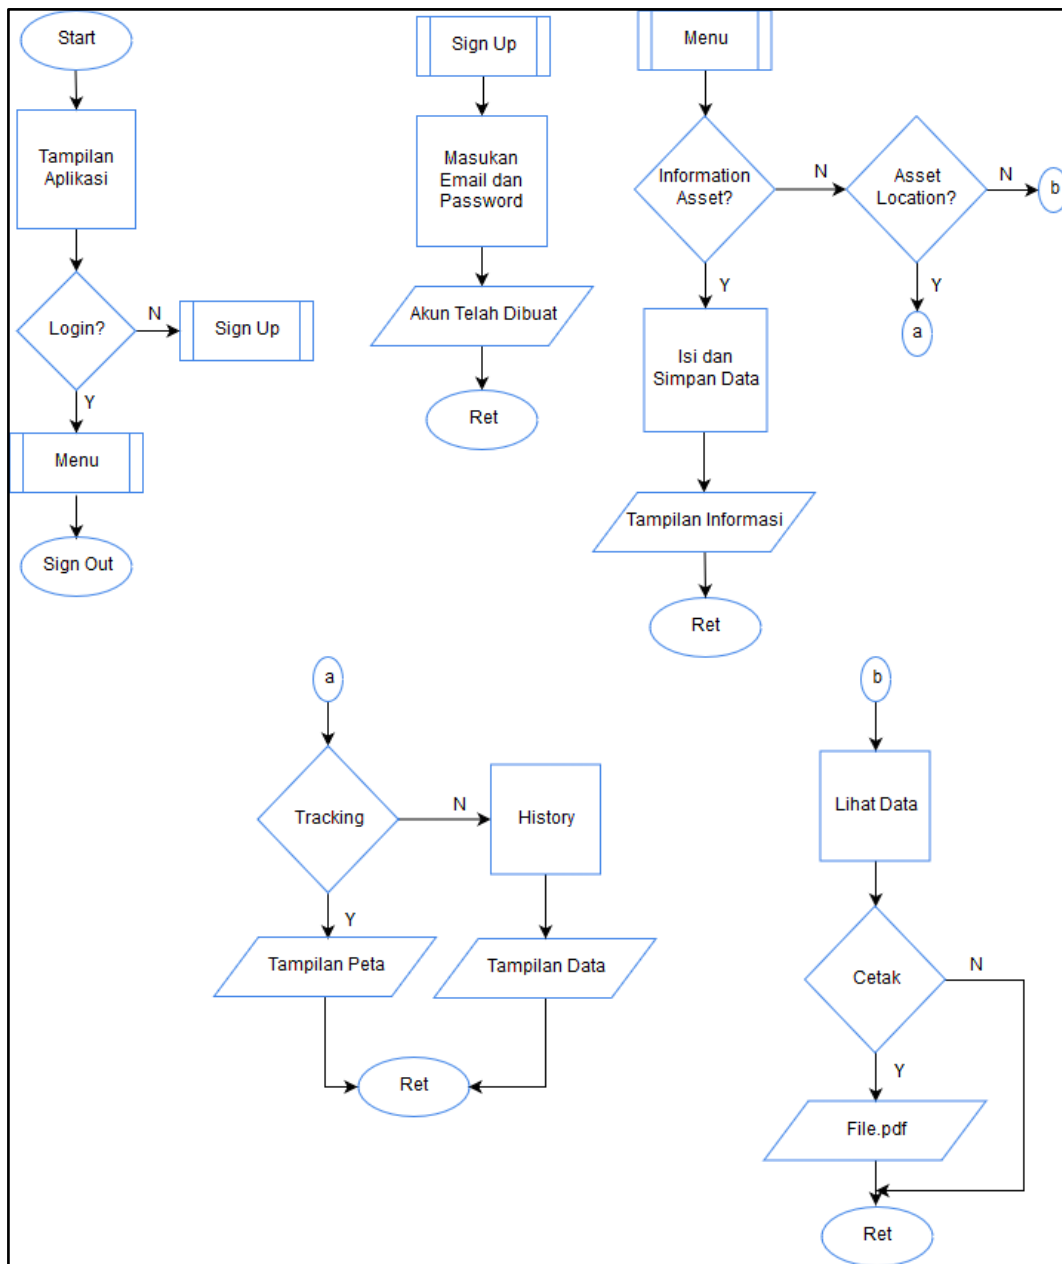 Start
Tampilan
Aplikasi
Login?
N
Sign Up
Y
Menu
Sign Out
Sign Up
Masukan
Email dan
Password
Akun Telah Dibuat
Ret
Menu
Information
Asset?
N
Asset
Location?
N
b
Y
a
Y
Isi dan
Simpan Data
Tampilan Informasi
Ret
a
Tracking
N
History
Y
Tampilan Peta
Tampilan Data
Ret
b
Lihat Data
Cetak
N
Y
File.pdf
Ret